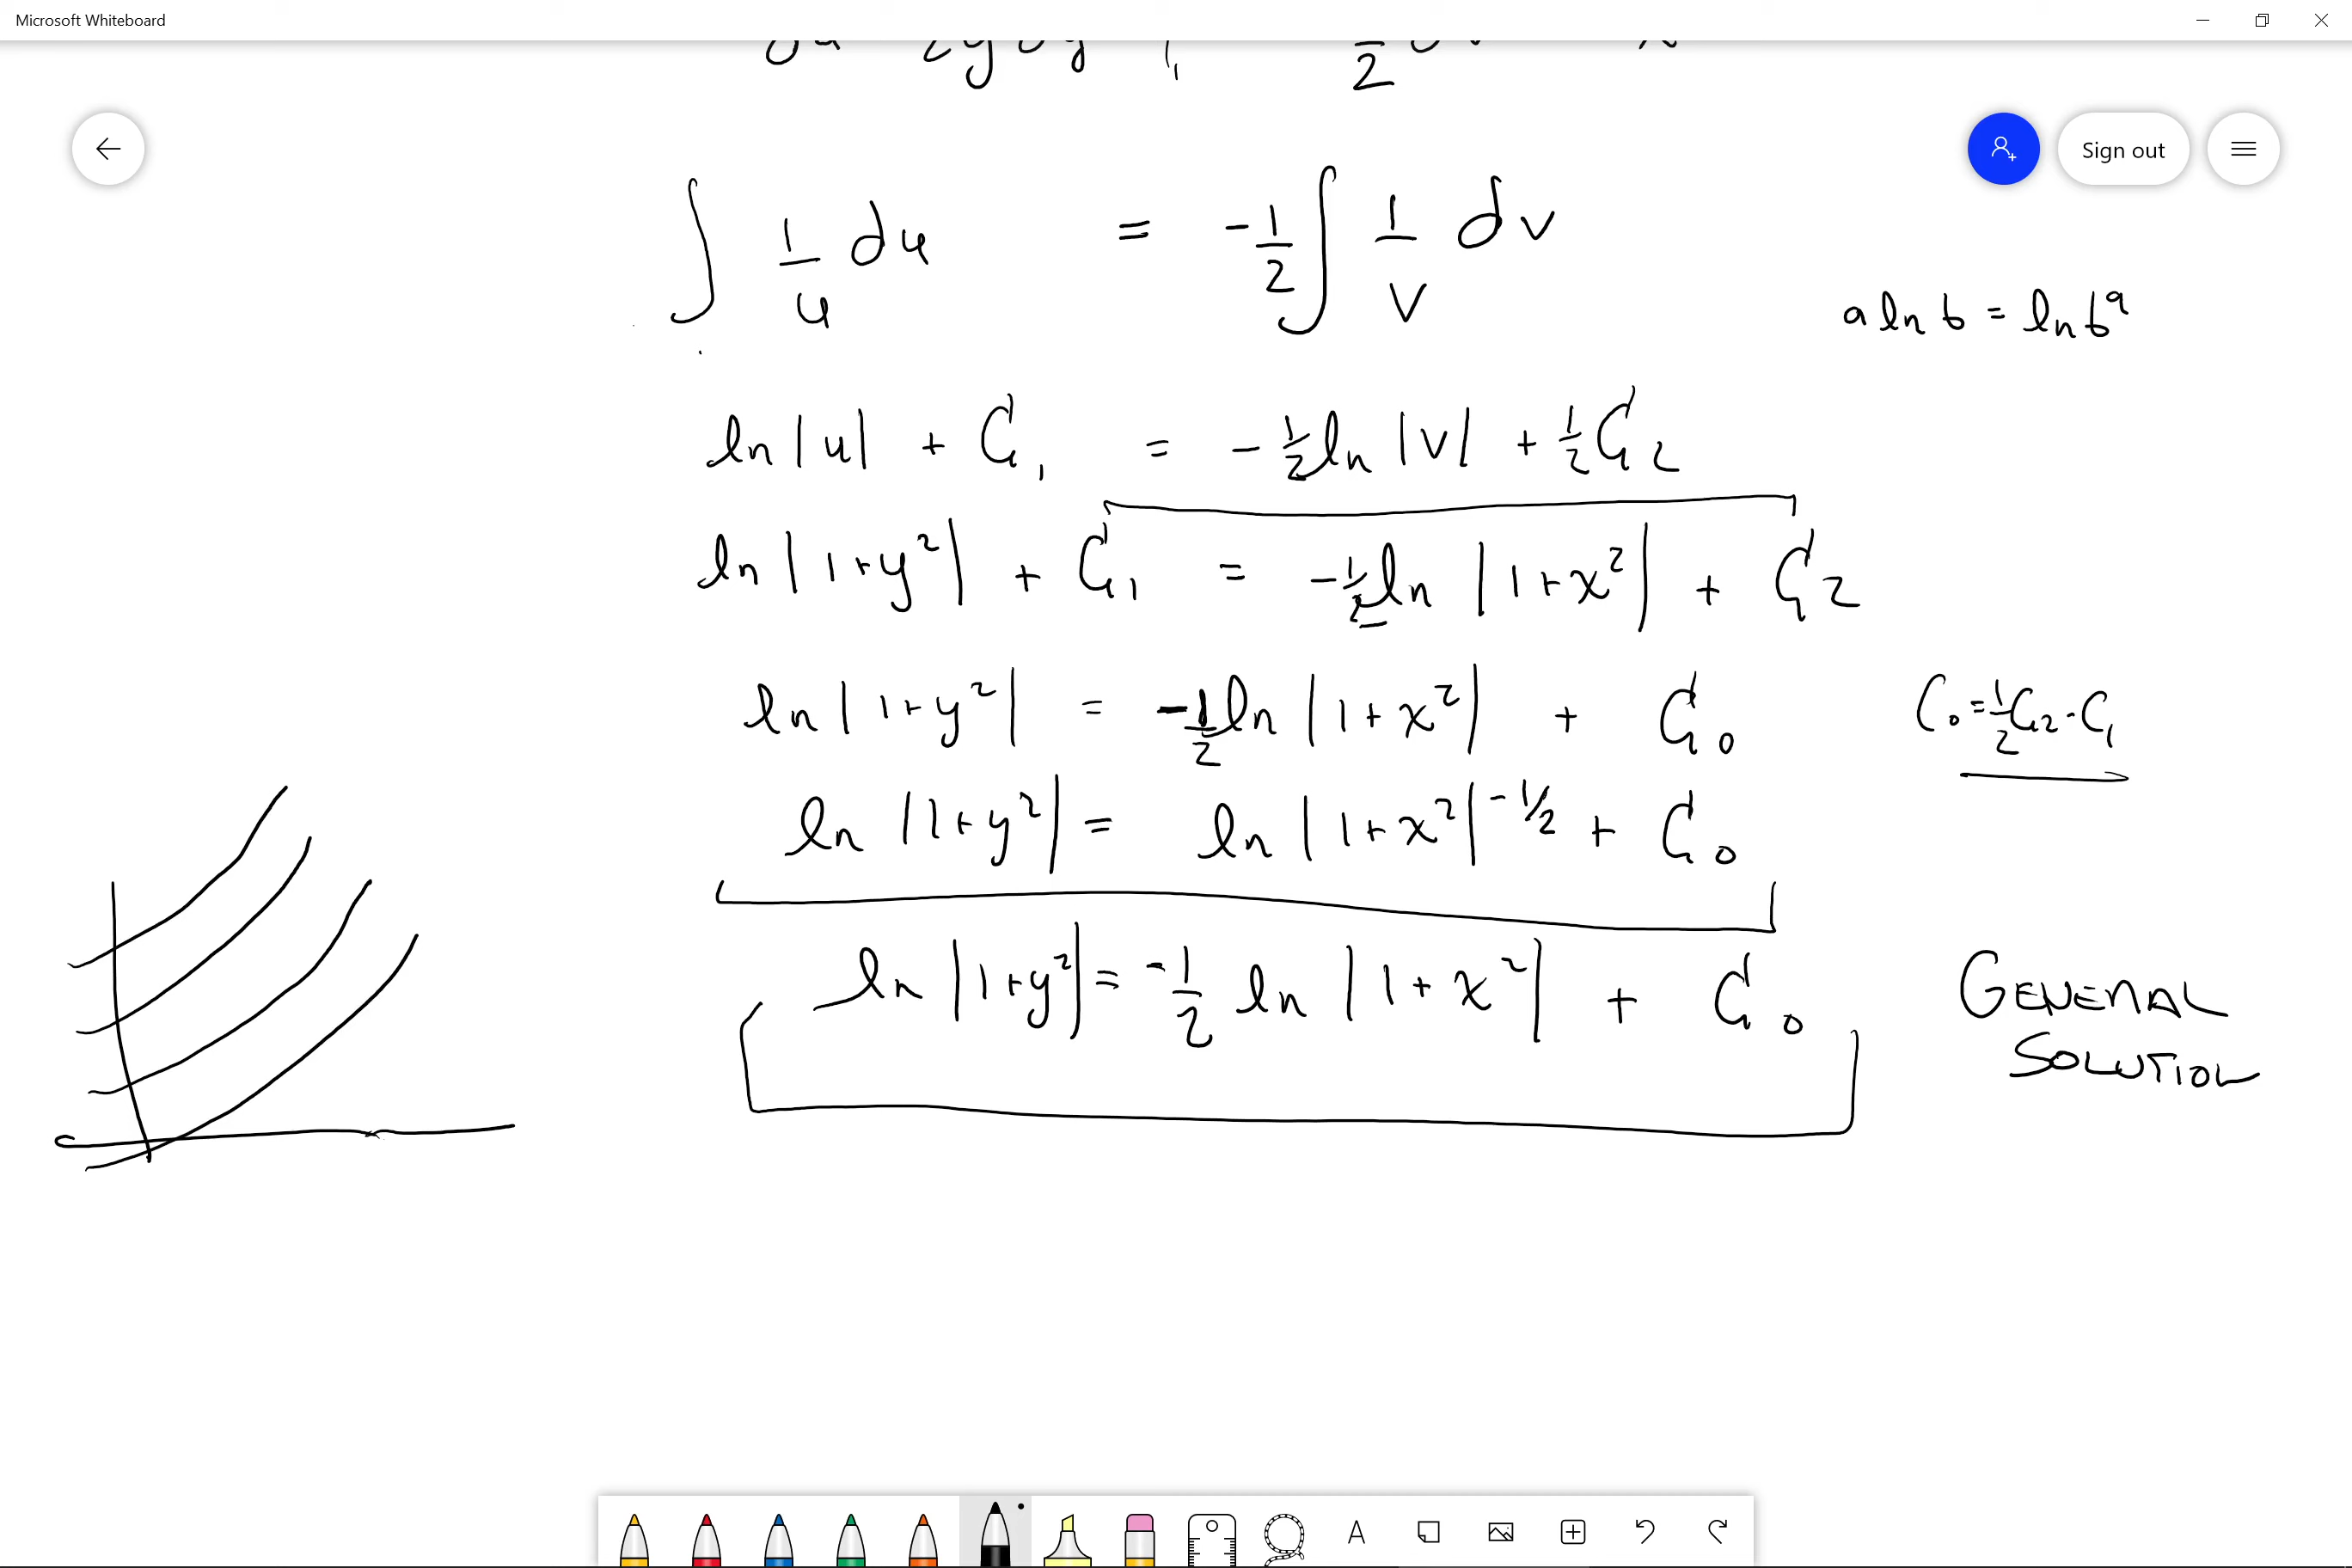 Microsoft Whiteboard
Sign out
∫ 1/u du = -1/2 ∫ 1/v dv
a ln b = ln b^a
ln |u| + C₁ = -1/2 ln |v| + 1/2 C₂
ln |1+y²| + C₁ = -1/2 ln |1+x²| + C₂
ln |1+y²| = -1/2 ln |1+x²| + C₀
C₀ = 1/2 C₂ - C₁
ln |1+y²| = ln |1+x²|^(-1/2) + C₀
ln |1+y²| = -1/2 ln |1+x²| + C₀
GENERAL
SOLUTION